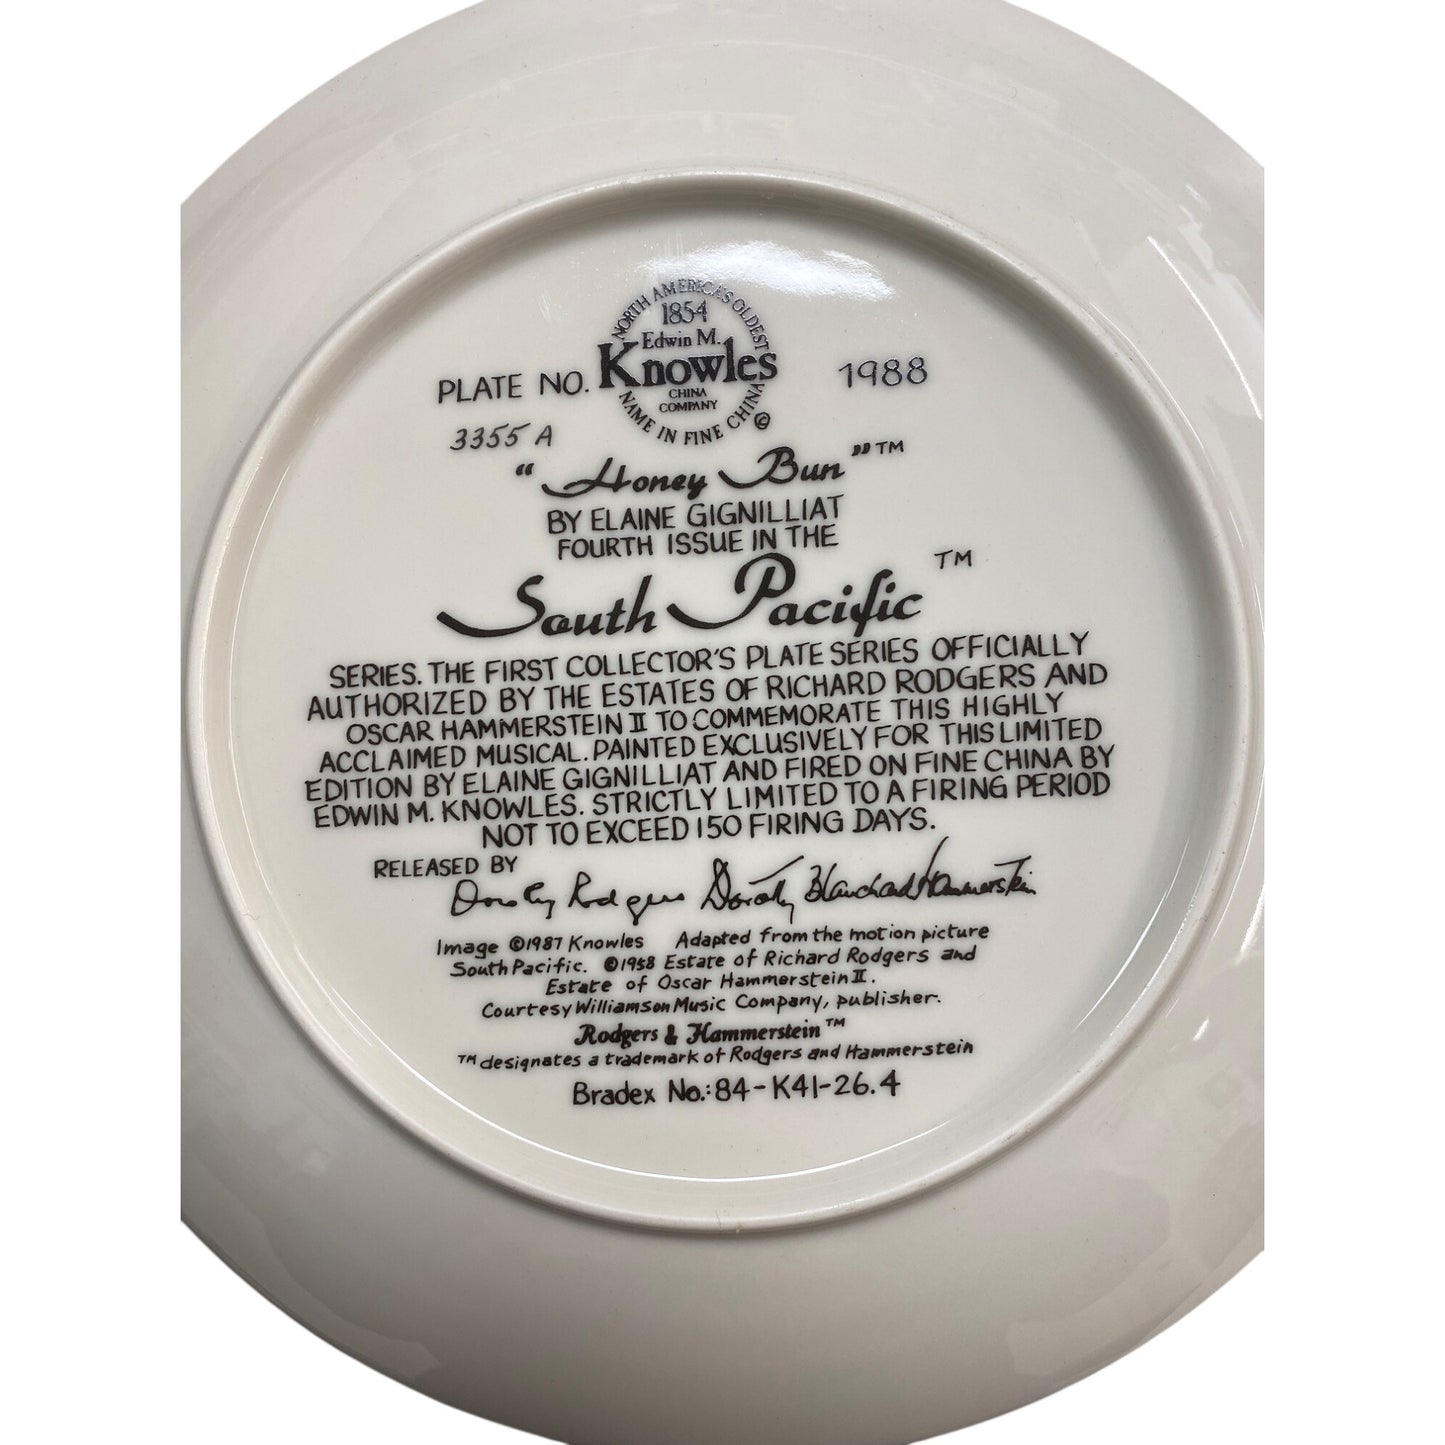 NORTH AMERICA'S OLDEST
1854
Edwin M.
Knowles
CHINA
COMPANY
NAME IN FINE CHINA ©
PLATE NO.
3355 A
1988
"Honey Bun"™
BY ELAINE GIGNILLIAT
FOURTH ISSUE IN THE
South Pacific ™
SERIES. THE FIRST COLLECTOR'S PLATE SERIES OFFICIALLY
AUTHORIZED BY THE ESTATES OF RICHARD RODGERS AND
OSCAR HAMMERSTEIN II TO COMMEMORATE THIS HIGHLY
ACCLAIMED MUSICAL. PAINTED EXCLUSIVELY FOR THIS LIMITED
EDITION BY ELAINE GIGNILLIAT AND FIRED ON FINE CHINA BY
EDWIN M. KNOWLES. STRICTLY LIMITED TO A FIRING PERIOD
NOT TO EXCEED 150 FIRING DAYS.
RELEASED BY
Dorothy Rodgers Dorothy Blanchard Hammerstein
Image ©1987 Knowles Adapted from the motion picture
South Pacific. ©1958 Estate of Richard Rodgers and
Estate of Oscar Hammerstein II.
Courtesy Williamson Music Company, publisher.
Rodgers & Hammerstein™
™ designates a trademark of Rodgers and Hammerstein
Bradex No.: 84-K41-26.4